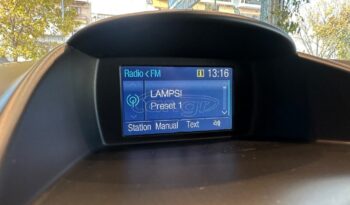 Radio < FM 13:16
LAMPSI
Preset 1
Station Manual Text